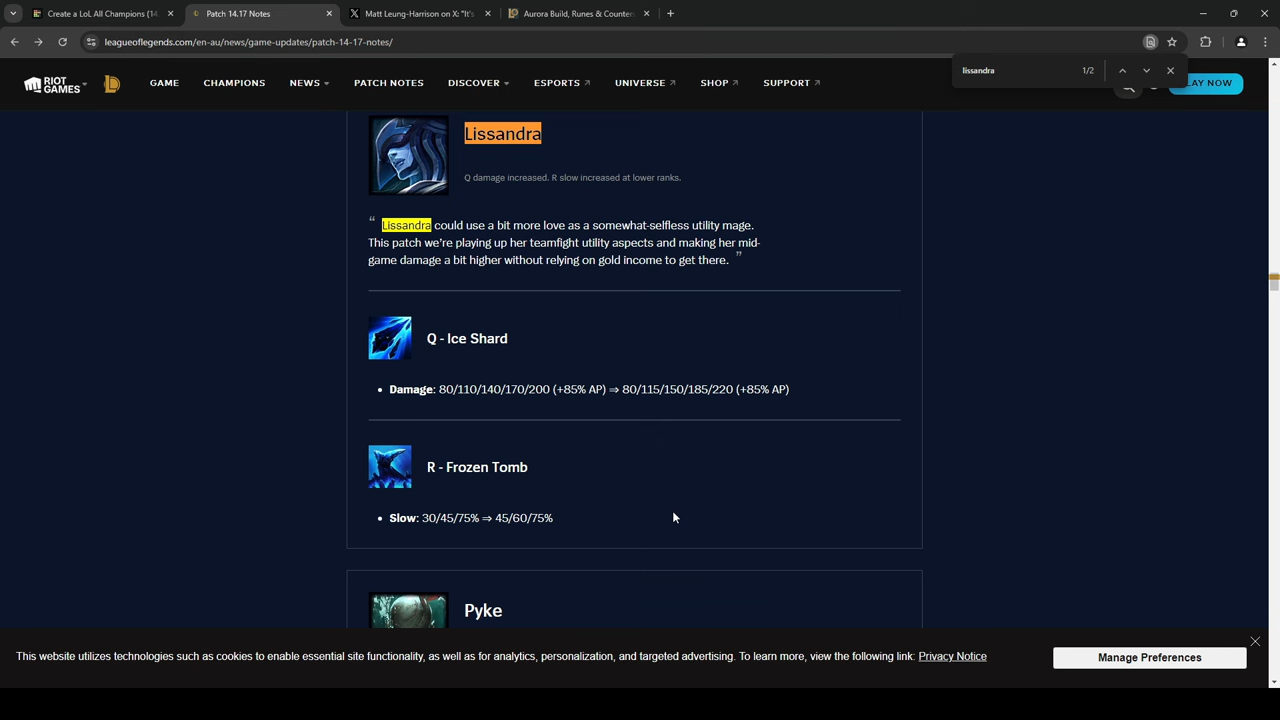 Create a LoL All Champions (14
Patch 14.17 Notes
Matt Leung-Harrison on X: "It's
Aurora Build, Runes & Counter
leagueoflegends.com/en-au/news/game-updates/patch-14-17-notes/
lissandra
1/2
RIOT GAMES
GAME
CHAMPIONS
NEWS
PATCH NOTES
DISCOVER
ESPORTS
UNIVERSE
SHOP
SUPPORT
NOW
Lissandra
Q damage increased. R slow increased at lower ranks.
“ Lissandra could use a bit more love as a somewhat-selfless utility mage.
This patch we’re playing up her teamfight utility aspects and making her mid-
game damage a bit higher without relying on gold income to get there. ”
Q - Ice Shard
• Damage: 80/110/140/170/200 (+85% AP) ⇒ 80/115/150/185/220 (+85% AP)
R - Frozen Tomb
• Slow: 30/45/75% ⇒ 45/60/75%
Pyke
This website utilizes technologies such as cookies to enable essential site functionality, as well as for analytics, personalization, and targeted advertising. To learn more, view the following link: Privacy Notice
Manage Preferences